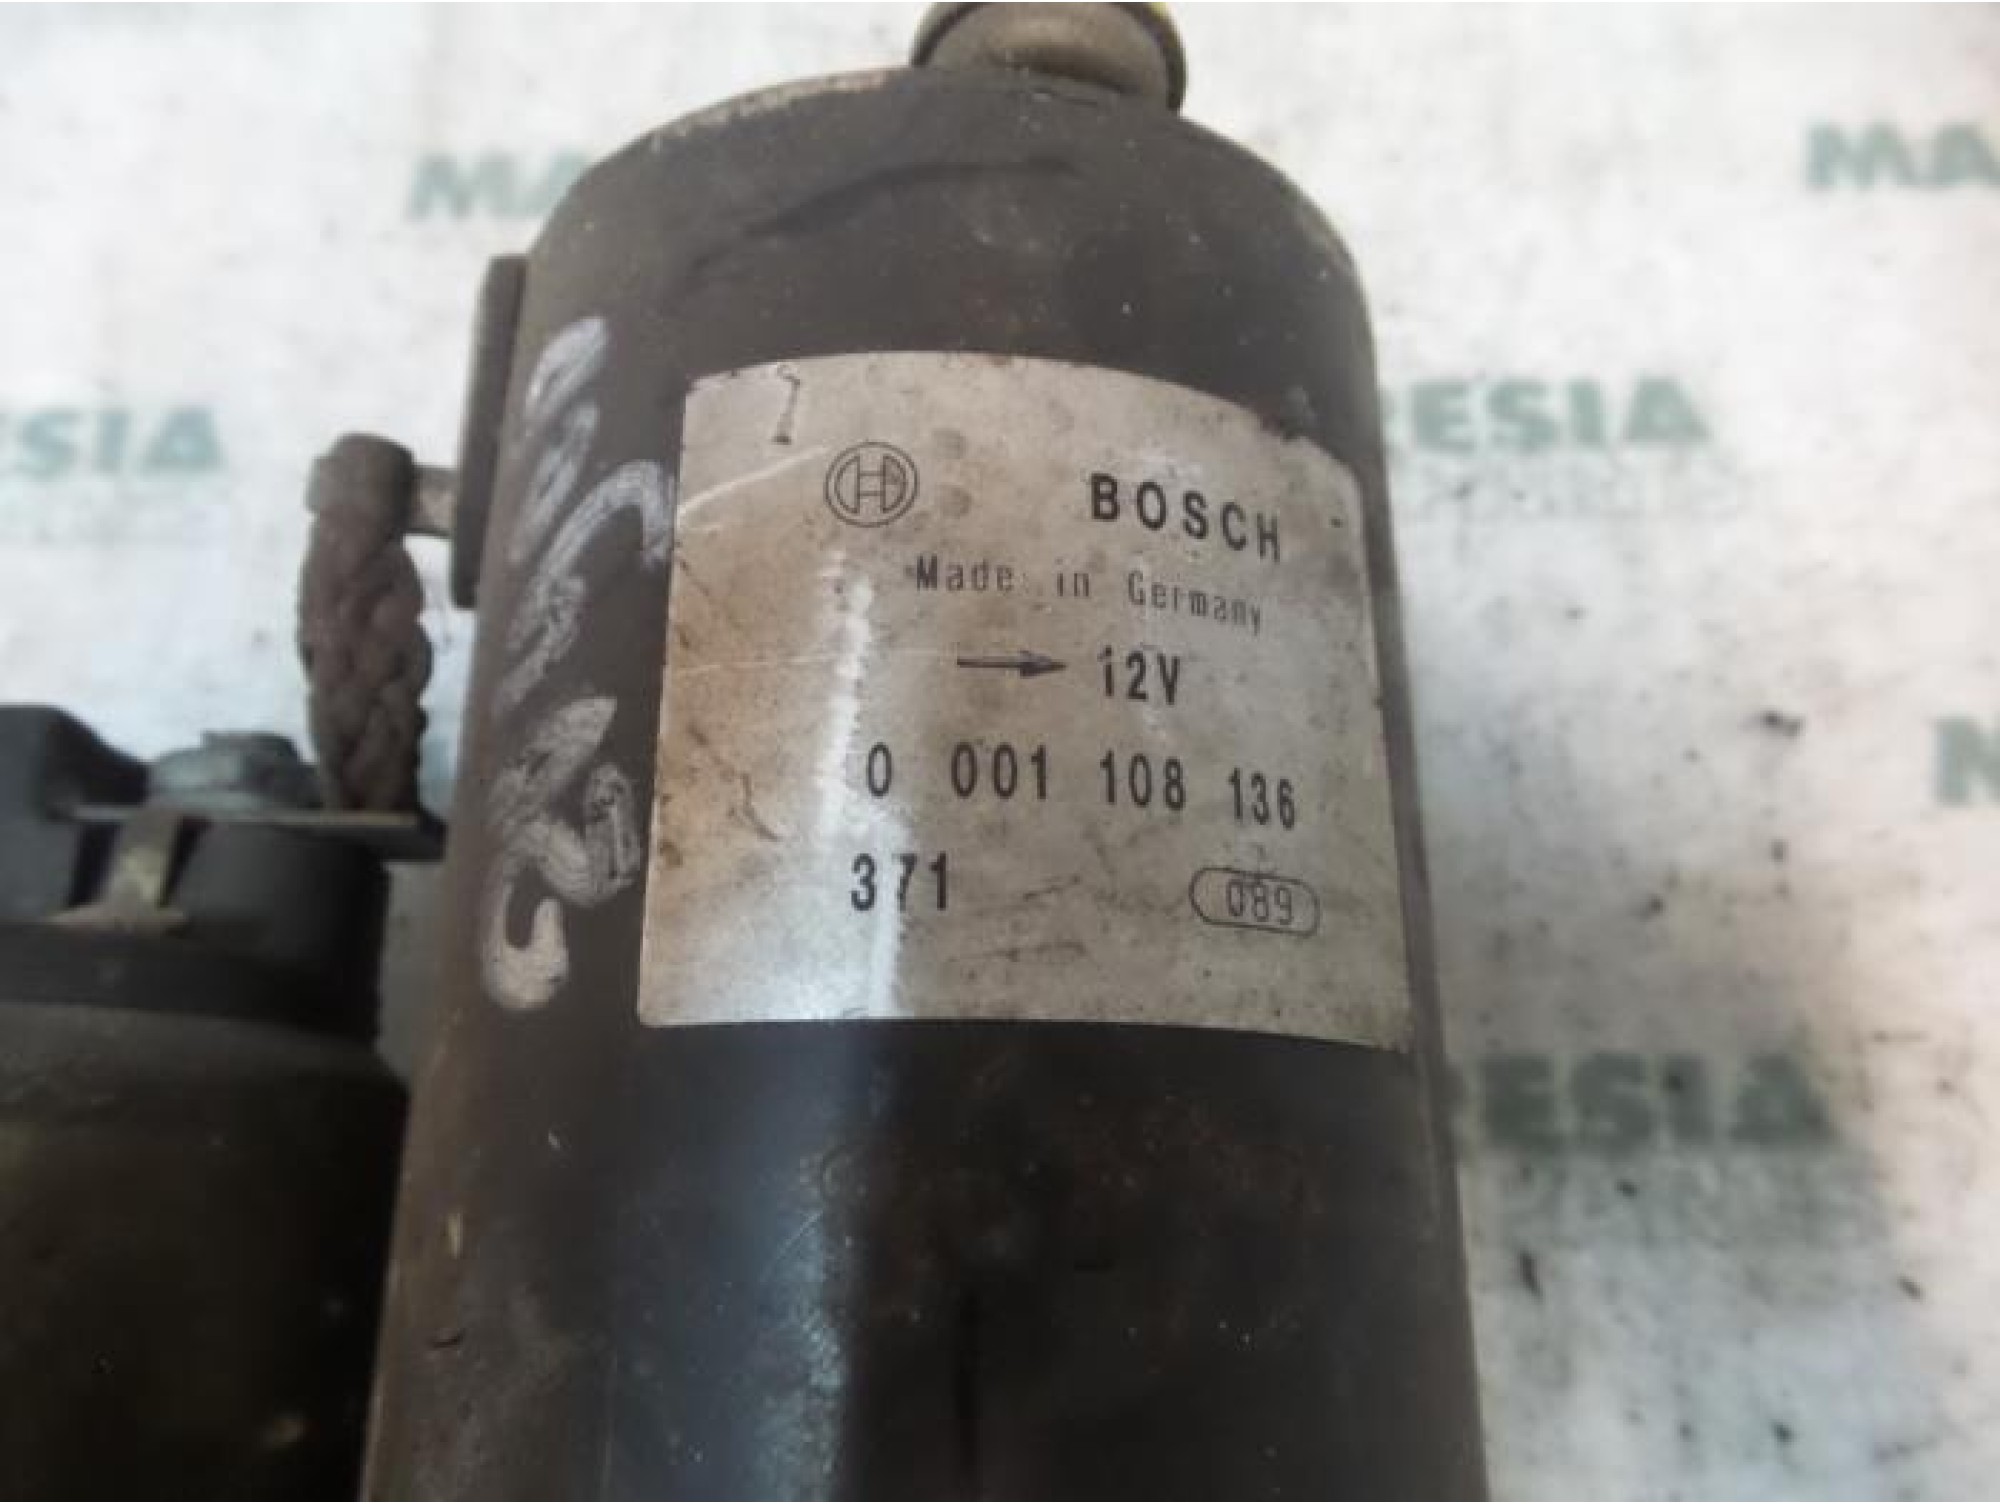 BOSCH
Made in Germany
→ 12V
0 001 108 136
371 089